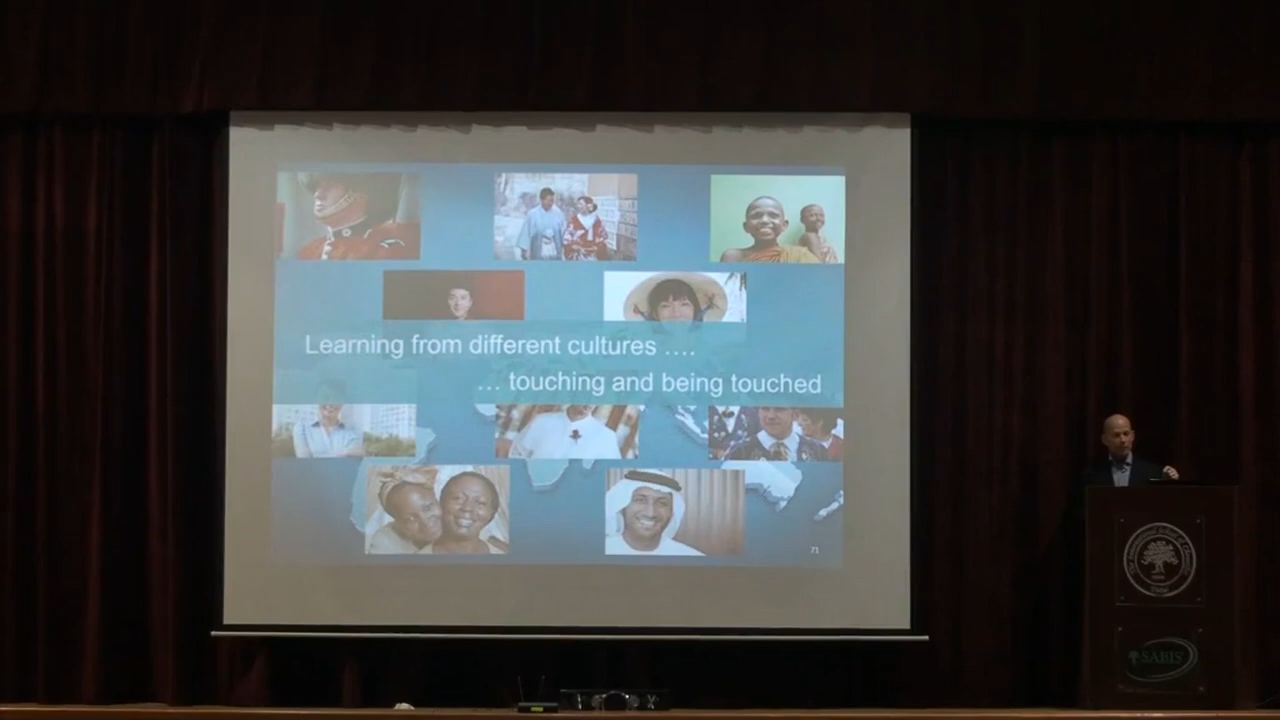 Learning from different cultures ....
... touching and being touched
71
SABIS